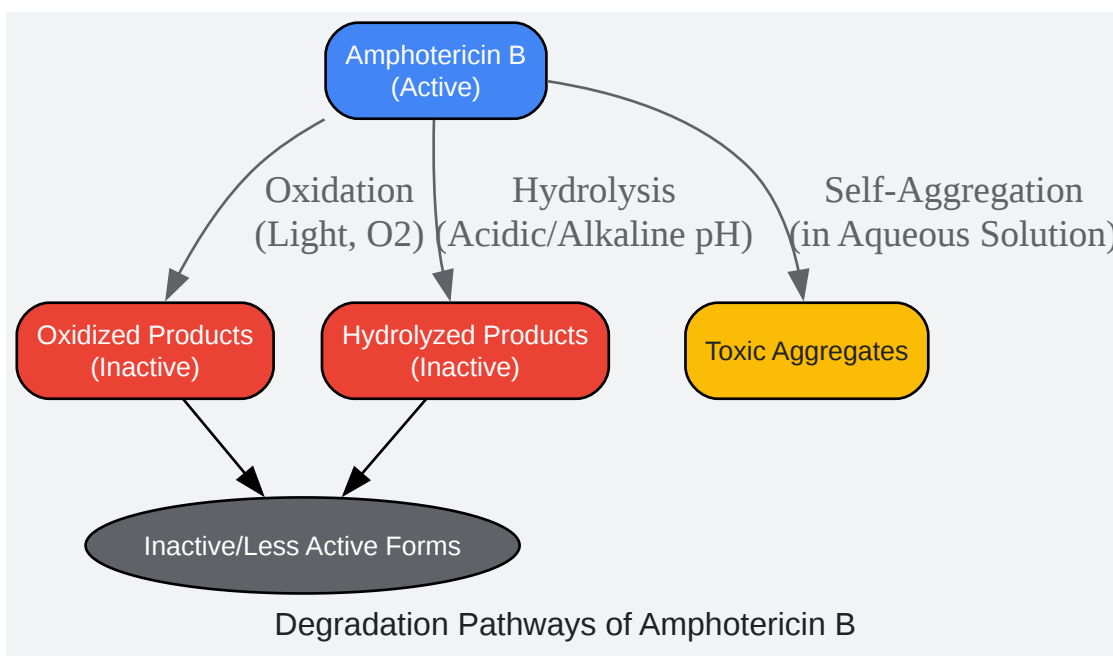 Amphotericin B
(Active)
Oxidation
(Light, O2)
Hydrolysis
(Acidic/Alkaline pH)
Self-Aggregation
(in Aqueous Solution)
Oxidized Products
(Inactive)
Hydrolyzed Products
(Inactive)
Toxic Aggregates
Inactive/Less Active Forms
Degradation Pathways of Amphotericin B